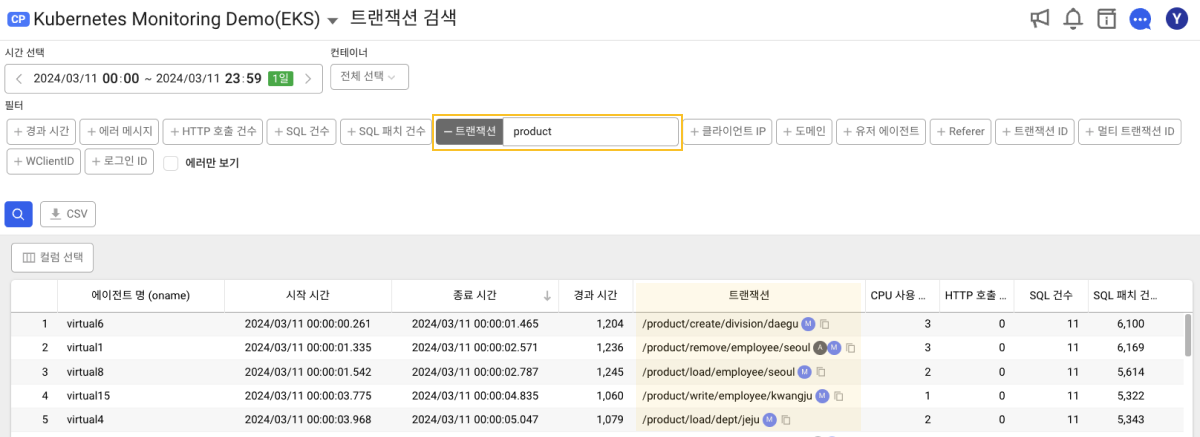 CP Kubernetes Monitoring Demo(EKS) 트랜잭션 검색 Y
시간 선택 컨테이너
2024/03/11 00:00 ~ 2024/03/11 23:59 1일 전체 선택
필터
+ 경과 시간 + 에러 메시지 + HTTP 호출 건수 + SQL 건수 + SQL 패치 건수 − 트랜잭션 product + 클라이언트 IP + 도메인 + 유저 에이전트 + Referer + 트랜잭션 ID + 멀티 트랜잭션 ID
+ WClientID + 로그인 ID 에러만 보기
CSV
컬럼 선택
에이전트 명 (oname) 시작 시간 종료 시간 ↓ 경과 시간 트랜잭션 CPU 사용 ... HTTP 호출 ... SQL 건수 SQL 패치 건...
1 virtual6 2024/03/11 00:00:00.261 2024/03/11 00:00:01.465 1,204 /product/create/division/daegu M 3 0 11 6,100
2 virtual1 2024/03/11 00:00:01.335 2024/03/11 00:00:02.571 1,236 /product/remove/employee/seoul A M 3 0 11 6,169
3 virtual8 2024/03/11 00:00:01.542 2024/03/11 00:00:02.787 1,245 /product/load/employee/seoul M 2 0 11 5,614
4 virtual15 2024/03/11 00:00:03.775 2024/03/11 00:00:04.835 1,060 /product/write/employee/kwangju M 1 0 11 5,322
5 virtual4 2024/03/11 00:00:03.968 2024/03/11 00:00:05.047 1,079 /product/load/dept/jeju M 2 0 11 5,343